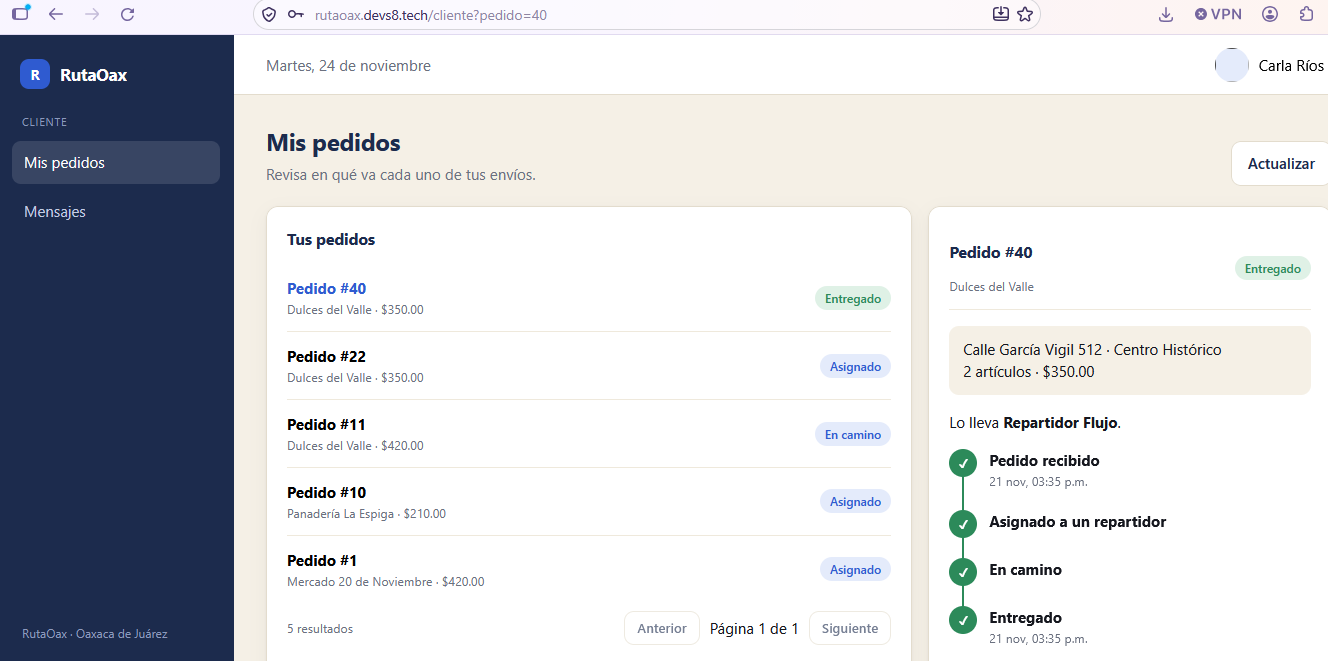 rutaoax.devs8.tech/cliente?pedido=40
VPN
R
RutaOax
CLIENTE
Mis pedidos
Mensajes
RutaOax · Oaxaca de Juárez
Martes, 24 de noviembre
Carla Ríos
Mis pedidos
Revisa en qué va cada uno de tus envíos.
Actualizar
Tus pedidos
Pedido #40
Dulces del Valle · $350.00
Entregado
Pedido #22
Dulces del Valle · $350.00
Asignado
Pedido #11
Dulces del Valle · $420.00
En camino
Pedido #10
Panadería La Espiga · $210.00
Asignado
Pedido #1
Mercado 20 de Noviembre · $420.00
Asignado
5 resultados
Anterior
Página 1 de 1
Siguiente
Pedido #40
Dulces del Valle
Entregado
Calle García Vigil 512 · Centro Histórico
2 artículos · $350.00
Lo lleva Repartidor Flujo.
Pedido recibido
21 nov, 03:35 p.m.
Asignado a un repartidor
En camino
Entregado
21 nov, 03:35 p.m.